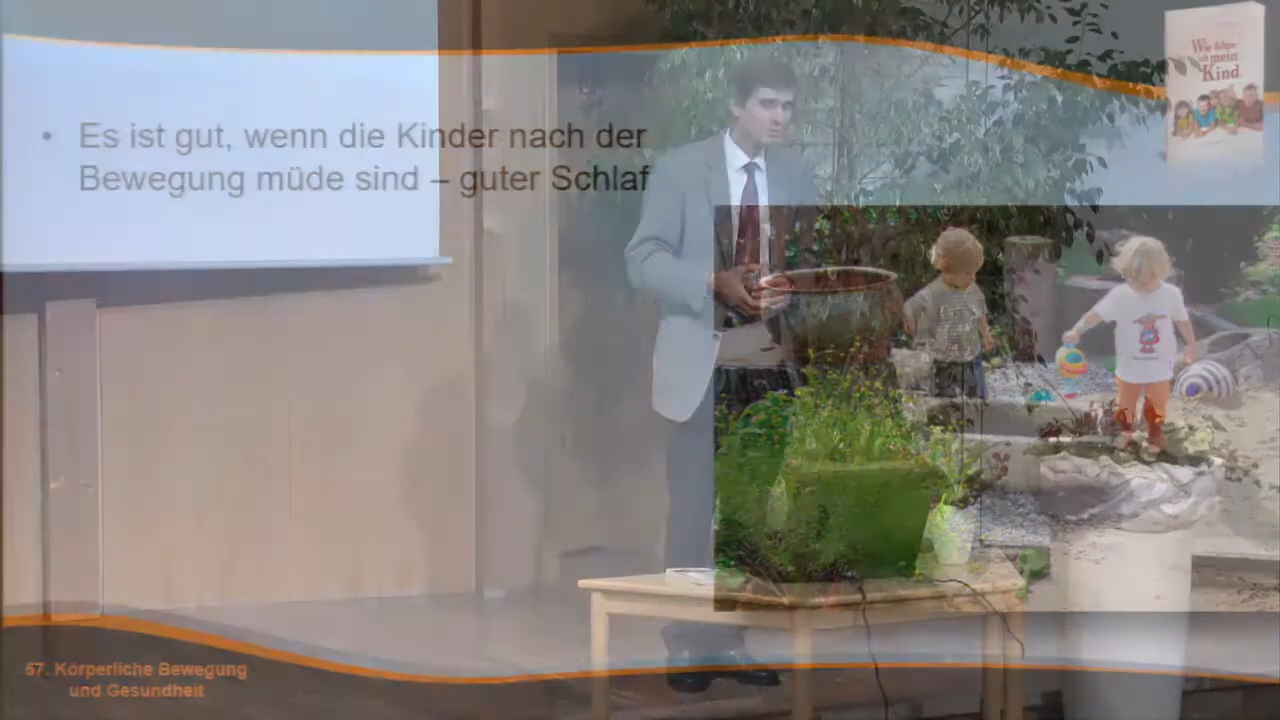 • Es ist gut, wenn die Kinder nach der
Bewegung müde sind – guter Schlaf
Wie führe
ich mein
Kind
57. Körperliche Bewegung
und Gesundheit